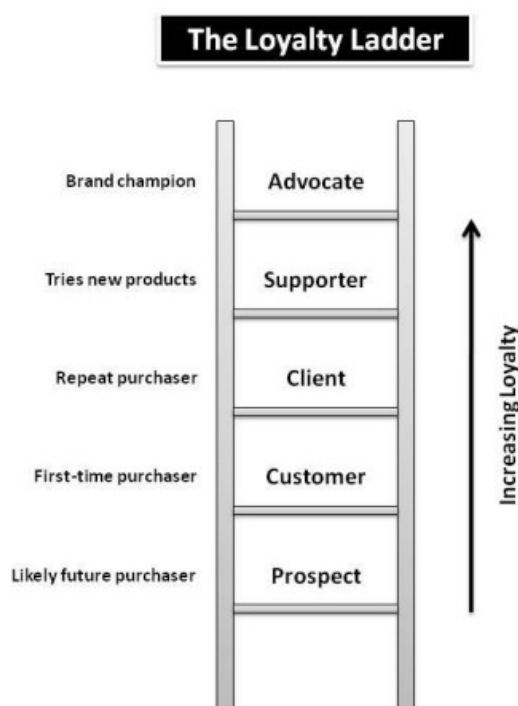 The Loyalty Ladder
Brand champion Advocate
Tries new products Supporter
Repeat purchaser Client
First-time purchaser Customer
Likely future purchaser Prospect
Increasing Loyalty